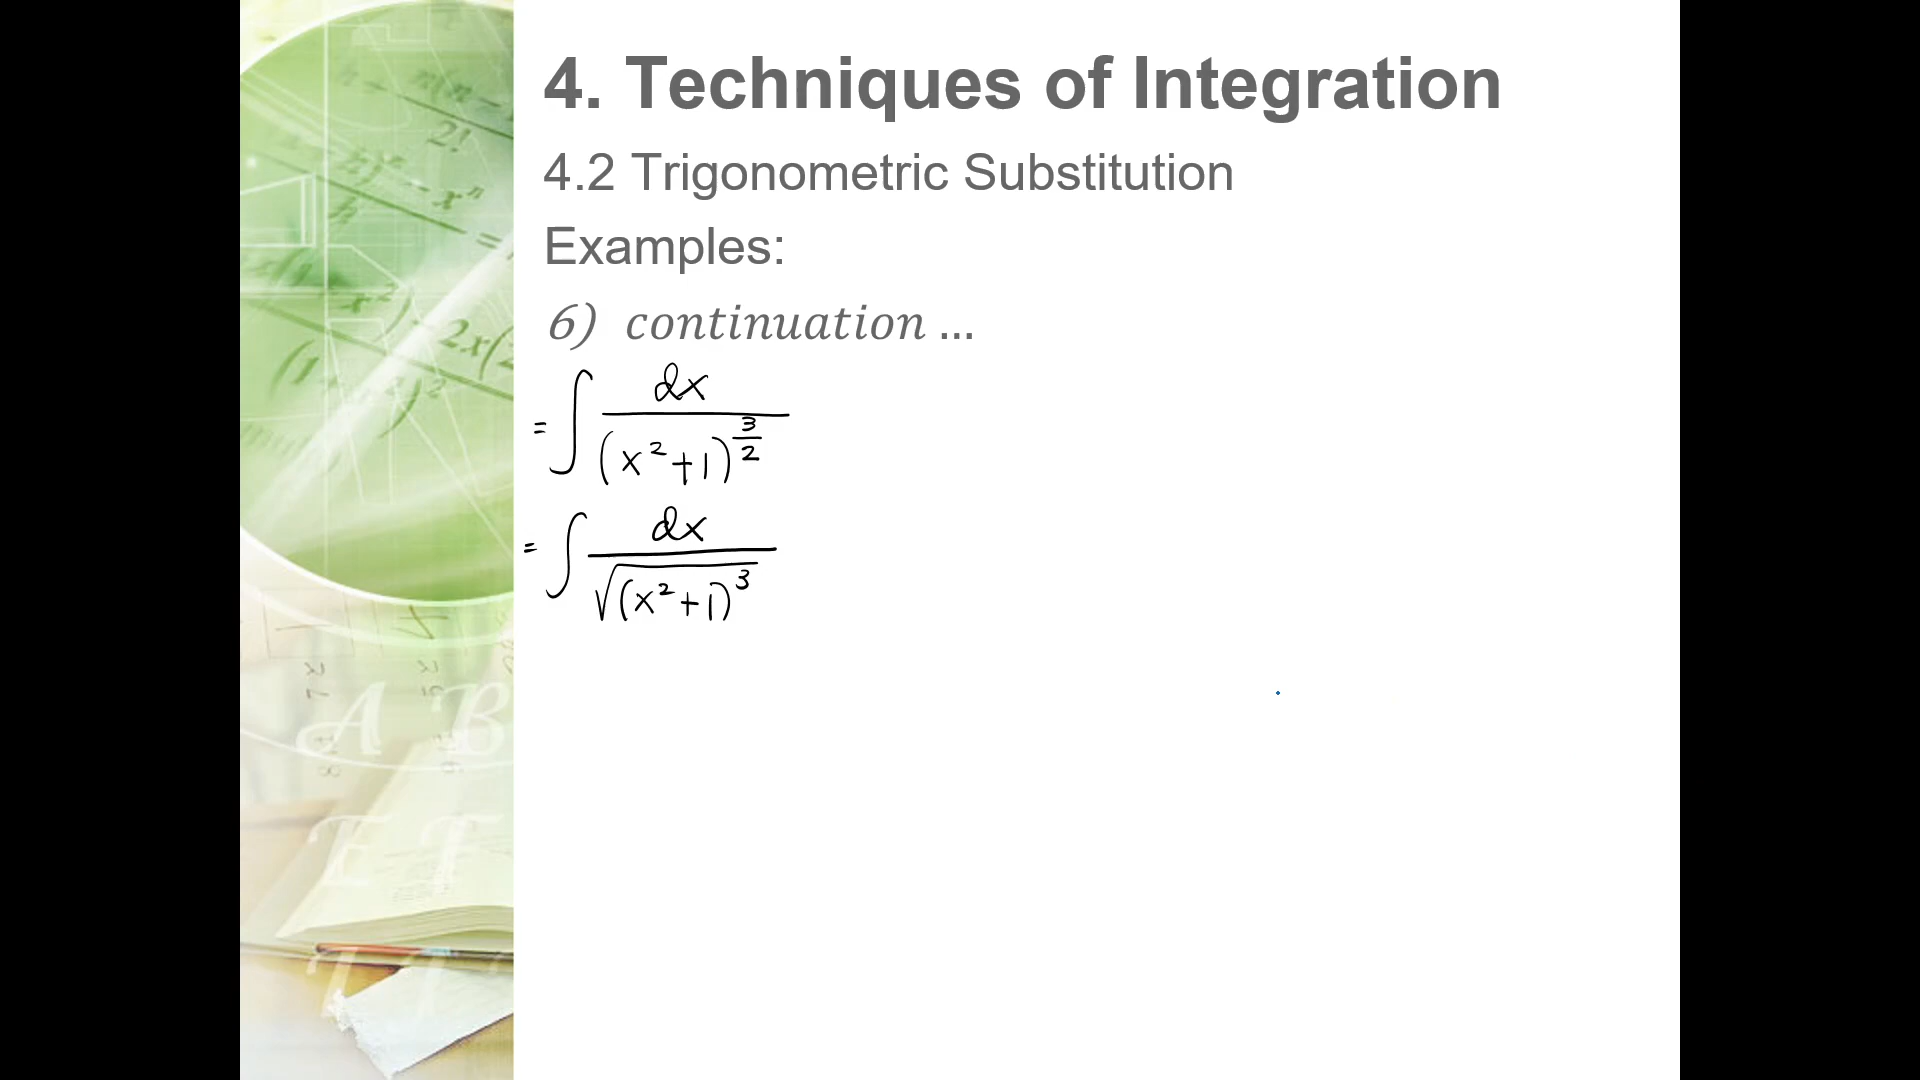 4. Techniques of Integration
4.2 Trigonometric Substitution
Examples:
6) continuation ...
= ∫ dx / (x² + 1)^(3/2)
= ∫ dx / √((x² + 1)³)
2!
A B
E F